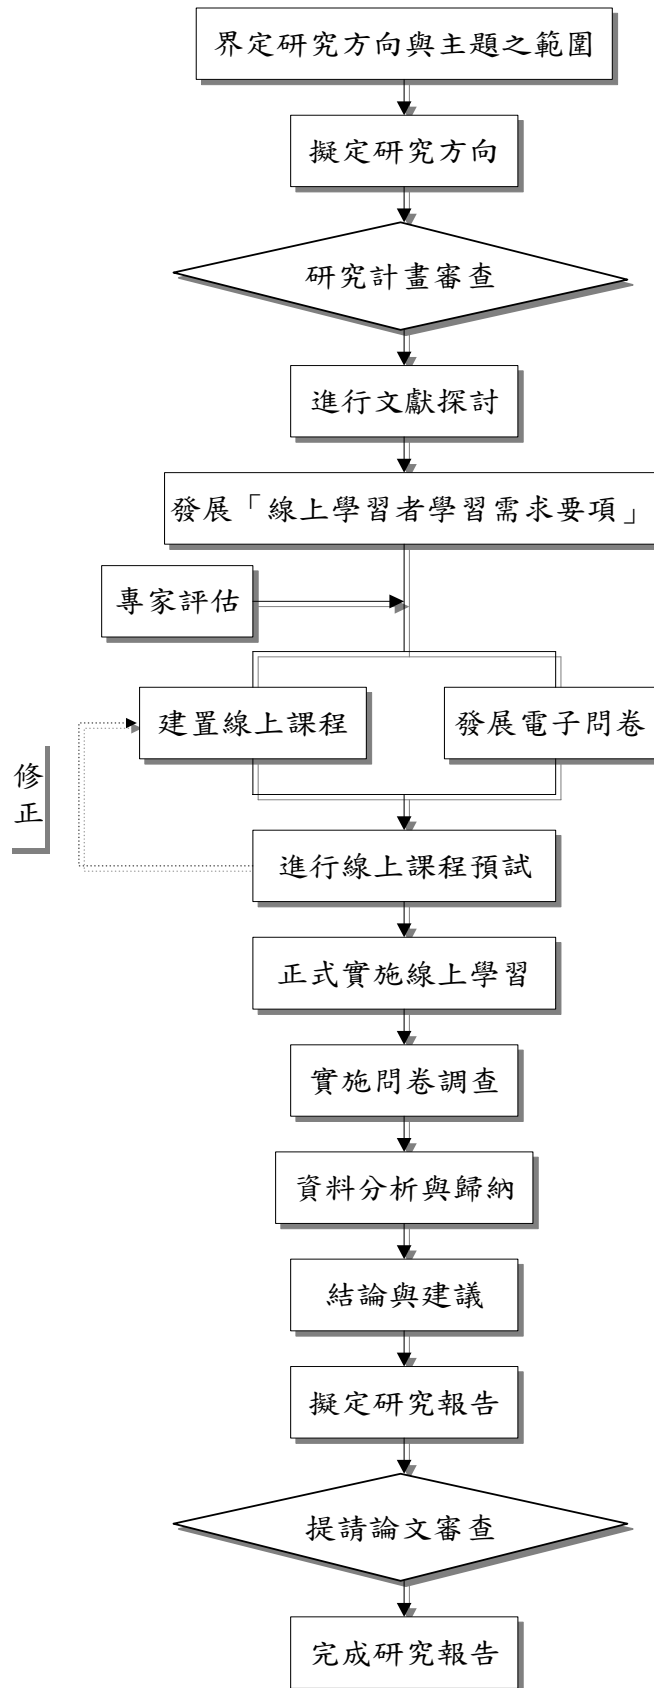 界定研究方向與主題之範圍
擬定研究方向
研究計畫審查
進行文獻探討
發展「線上學習者學習需求要項」
專家評估
建置線上課程
發展電子問卷
修
正
進行線上課程預試
正式實施線上學習
實施問卷調查
資料分析與歸納
結論與建議
擬定研究報告
提請論文審查
完成研究報告